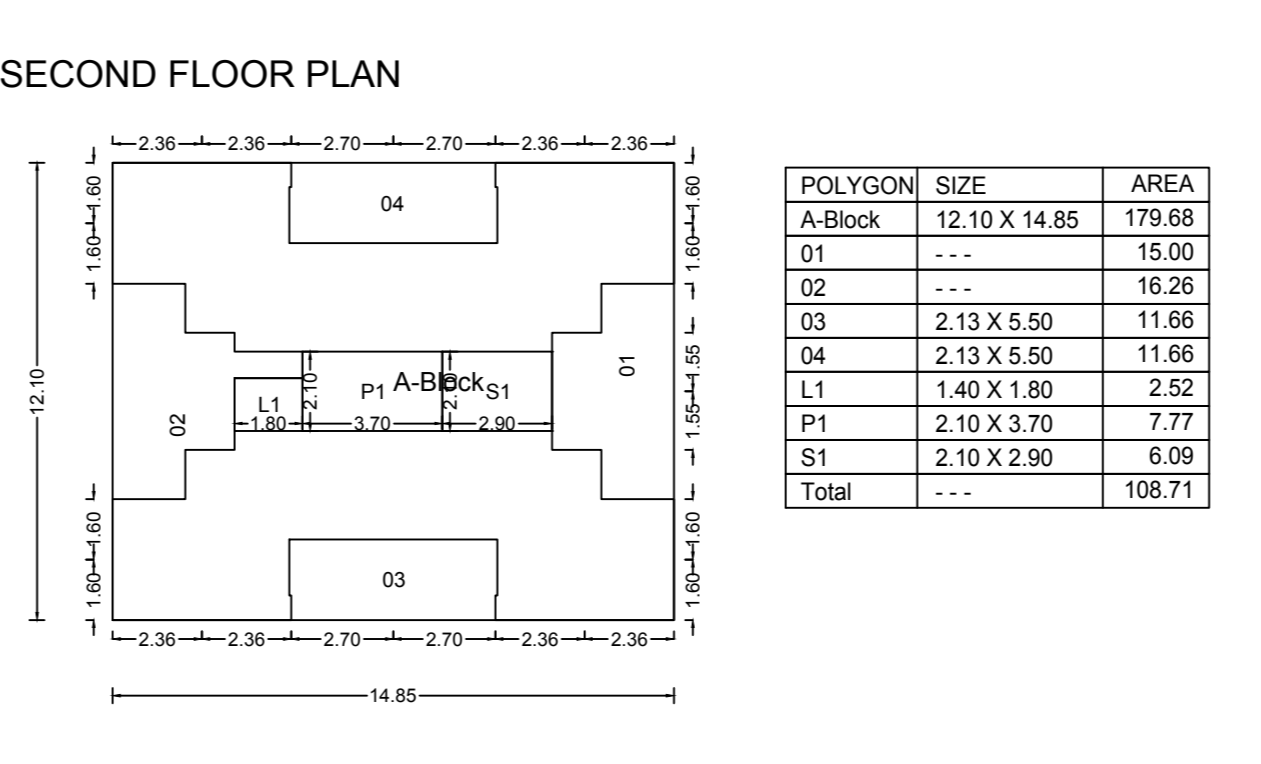 SECOND FLOOR PLAN
2.36 2.36 2.70 2.70 2.36 2.36
12.10
1.60
1.60
1.60
1.60
04
1.60
1.60
1.55
1.55
1.60
1.60
01
02
L1
P1
A-Block
S1
2.10
2.10
1.80 3.70 2.90
03
2.36 2.36 2.70 2.70 2.36 2.36
14.85
POLYGON SIZE AREA
A-Block 12.10 X 14.85 179.68
01 - - - 15.00
02 - - - 16.26
03 2.13 X 5.50 11.66
04 2.13 X 5.50 11.66
L1 1.40 X 1.80 2.52
P1 2.10 X 3.70 7.77
S1 2.10 X 2.90 6.09
Total - - - 108.71